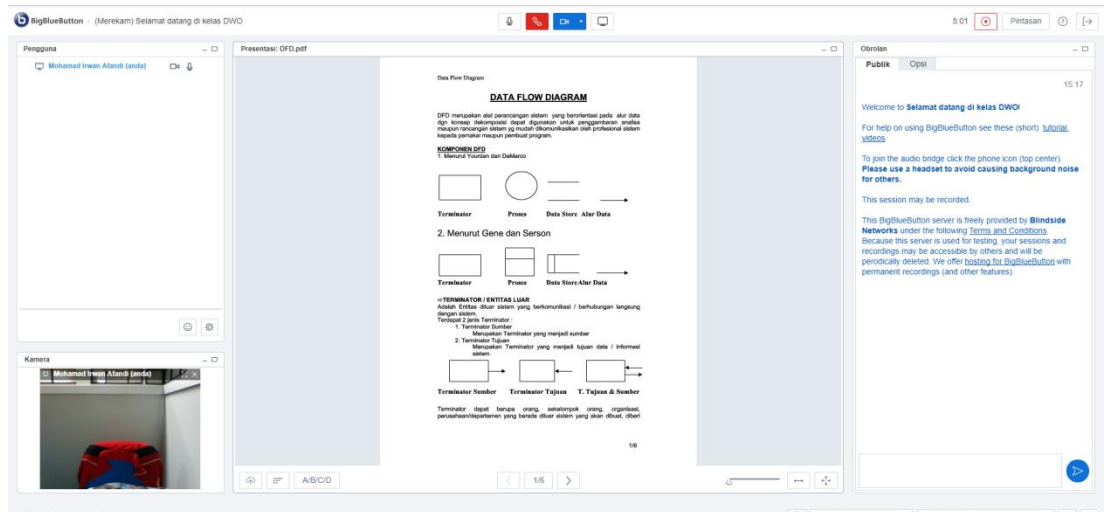 BigBlueButton (Merekam) Selamat datang di kelas DWO
5:01 Pintasan
Pengguna
Mohamad Irwan Afandi (anda)
Kamera
Mohamad Irwan Afandi (anda)
Presentasi: DFD.pdf
Data Flow Diagram
DATA FLOW DIAGRAM
DFD merupakan alat perancangan sistem yang berorientasi pada alur data
dgn konsep dekomposisi dapat digunakan untuk penggambaran analisa
maupun rancangan sistem yg mudah dikomunikasikan oleh profesional sistem
kepada pemakai maupun pembuat program.
KOMPONEN DFD
1. Menurut Yourdan dan DeMarco
Terminator Proses Data Store Alur Data
2. Menurut Gene dan Serson
Terminator Proses Data Store Alur Data
⇨TERMINATOR / ENTITAS LUAR
Adalah Entitas diluar sistem yang berkomunikasi / berhubungan langsung
dengan sistem.
Terdapat 2 jenis Terminator :
1. Terminator Sumber
Merupakan Terminator yang menjadi sumber
2. Terminator Tujuan
Merupakan Terminator yang menjadi tujuan data / informasi
sistem.
Terminator Sumber Terminator Tujuan T. Tujuan & Sumber
Terminator dapat berupa orang, sekelompok orang, organisasi,
perusahaan/departemen yang berada diluar sistem yang akan dibuat, diberi
1/6
A/B/C/D 1/6
Obrolan
Publik Opsi
15:17
Welcome to Selamat datang di kelas DWO!
For help on using BigBlueButton see these (short) tutorial
videos.
To join the audio bridge click the phone icon (top center).
Please use a headset to avoid causing background noise
for others.
This session may be recorded.
This BigBlueButton server is freely provided by Blindside
Networks under the following Terms and Conditions.
Because this server is used for testing, your sessions and
recordings may be accessible by others and will be
perodically deleted. We offer hosting for BigBlueButton with
permanent recordings (and other features).